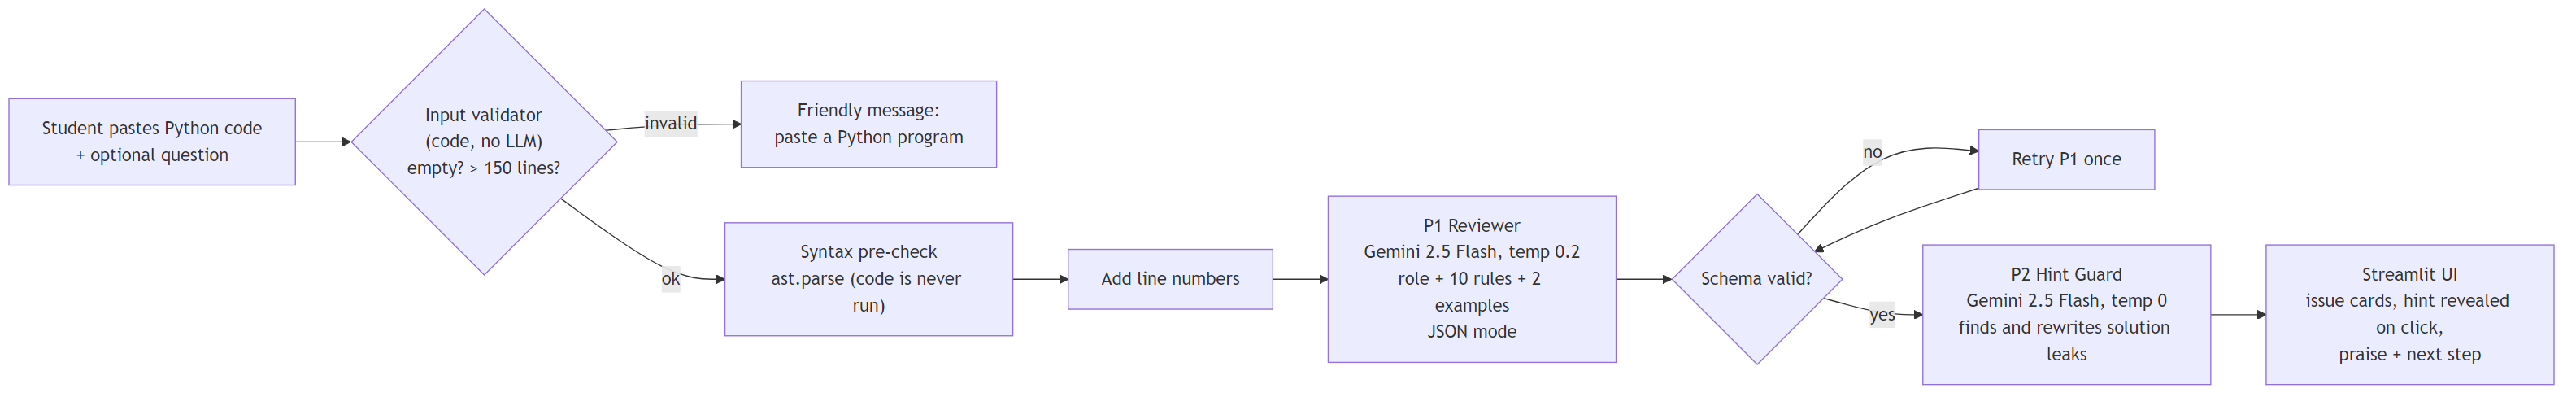 Student pastes Python code
+ optional question
Input validator
(code, no LLM)
empty? > 150 lines?
invalid
Friendly message:
paste a Python program
ok
Syntax pre-check
ast.parse (code is never
run)
Add line numbers
P1 Reviewer
Gemini 2.5 Flash, temp 0.2
role + 10 rules + 2
examples
JSON mode
Schema valid?
no
Retry P1 once
yes
P2 Hint Guard
Gemini 2.5 Flash, temp 0
finds and rewrites solution
leaks
Streamlit UI
issue cards, hint revealed
on click,
praise + next step